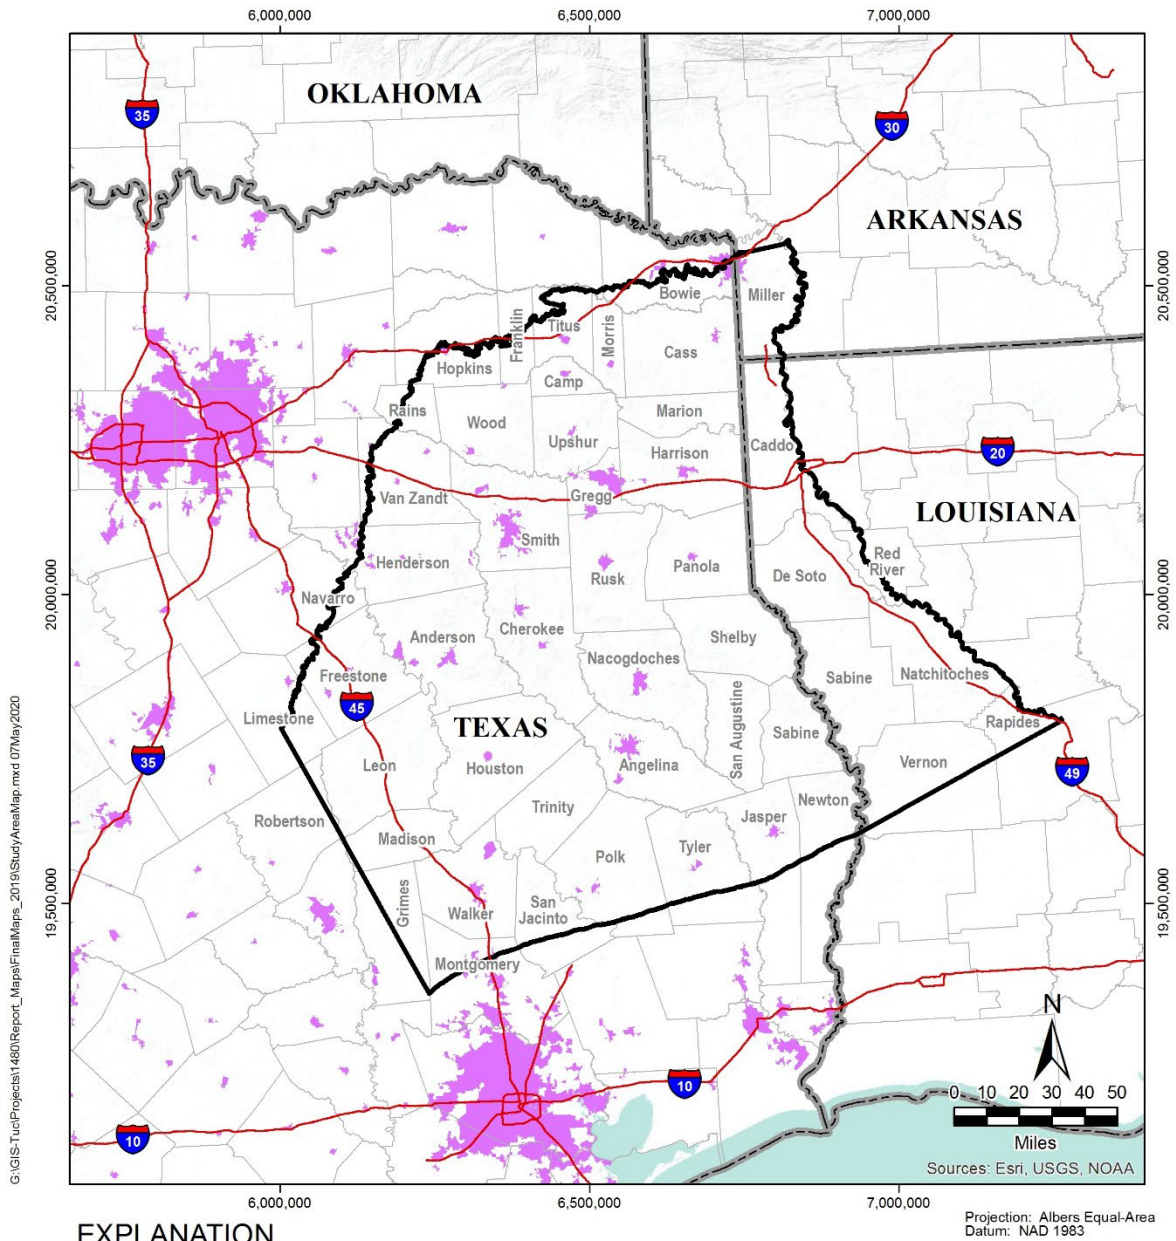 6,000,000
6,500,000
7,000,000
OKLAHOMA
35
30
ARKANSAS
20,500,000
20,500,000
Bowie
Miller
Franklin
Titus
Morris
Hopkins
Cass
Camp
Rains
Wood
Marion
Upshur
Harrison
Caddo
20
Van Zandt
Gregg
LOUISIANA
Smith
Henderson
Rusk
Panola
De Soto
Red
River
20,000,000
20,000,000
Navarro
Anderson
Cherokee
Shelby
Nacogdoches
Freestone
Sabine
Natchitoches
45
Limestone
TEXAS
San Augustine
Sabine
Rapides
35
Leon
Houston
Angelina
Vernon
49
Trinity
Newton
Robertson
Madison
Jasper
Polk
Tyler
19,500,000
19,500,000
Grimes
Walker
San
Jacinto
Montgomery
N
10
0 10 20 30 40 50
Miles
10
Sources: Esri, USGS, NOAA
G:\GIS-Tuc\Projects\1480\Report_Maps\FinalMaps_2019\StudyAreaMap.mxd 07May2020
6,000,000
6,500,000
7,000,000
EXPLANATION
Projection: Albers Equal-Area
Datum: NAD 1983